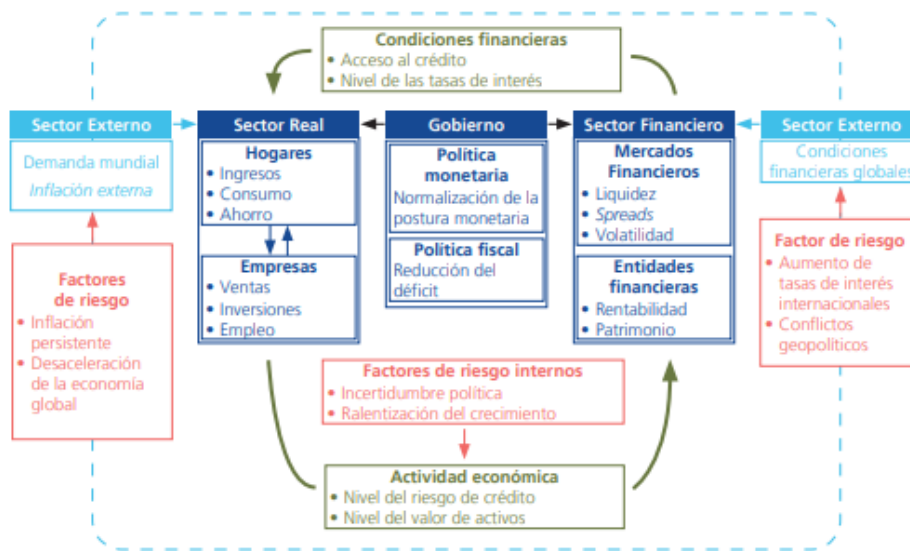 Condiciones financieras
• Acceso al crédito
• Nivel de las tasas de interés
Sector Externo
Demanda mundial
Inflación externa
Sector Real
Hogares
• Ingresos
• Consumo
• Ahorro
Empresas
• Ventas
• Inversiones
• Empleo
Gobierno
Política
monetaria
Normalización de la
postura monetaria
Política fiscal
Reducción del
déficit
Sector Financiero
Mercados
Financieros
• Liquidez
• Spreads
• Volatilidad
Entidades
financieras
• Rentabilidad
• Patrimonio
Sector Externo
Condiciones
financieras globales
Factores
de riesgo
• Inflación
persistente
• Desaceleración
de la economía
global
Factor de riesgo
• Aumento de
tasas de interés
internacionales
• Conflictos
geopolíticos
Factores de riesgo internos
• Incertidumbre política
• Ralentización del crecimiento
Actividad económica
• Nivel del riesgo de crédito
• Nivel del valor de activos